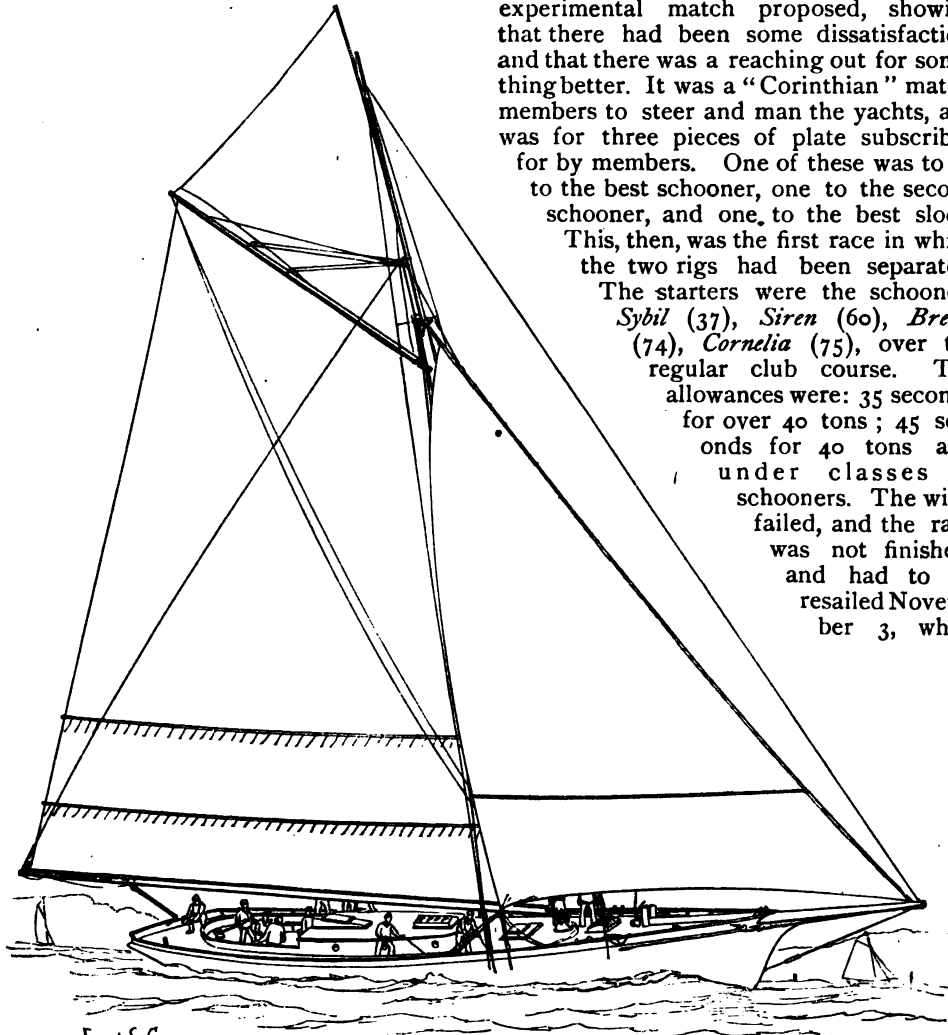 experimental match proposed, showi
that there had been some dissatisfactio
and that there was a reaching out for som
thing better. It was a “Corinthian” mat
members to steer and man the yachts, a
was for three pieces of plate subscrib
for by members. One of these was to
to the best schooner, one to the seco
schooner, and one to the best sloo
This, then, was the first race in whi
the two rigs had been separate
The starters were the schoone
Sybil (37), Siren (60), Bre
(74), Cornelia (75), over t
regular club course. T
allowances were: 35 secon
for over 40 tons; 45 se
onds for 40 tons a
under classes
schooners. The wi
failed, and the ra
was not finishe
and had to
resailed Nove
ber 3, wh